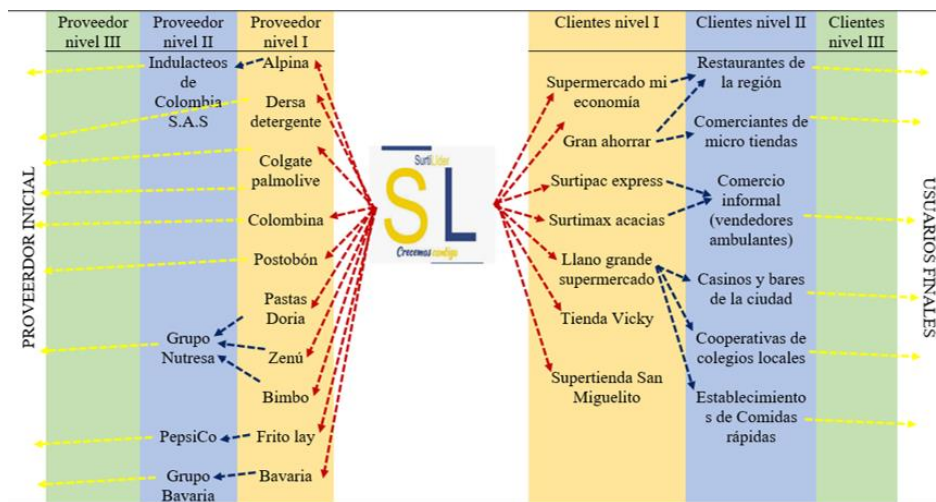 Proveedor
nivel III
Proveedor
nivel II
Proveedor
nivel I
Clientes nivel I
Clientes nivel II
Clientes
nivel III
PROVEERDOR INICIAL
Indulacteos
de
Colombia
S.A.S
Grupo
Nutresa
PepsiCo
Grupo
Bavaria
Alpina
Dersa
detergente
Colgate
palmolive
Colombina
Postobón
Pastas
Doria
Zenú
Bimbo
Frito lay
Bavaria
SurtiLíder
SL
Crecemos contigo
Supermercado mi
economía
Gran ahorrar
Surtipac express
Surtimax acacias
Llano grande
supermercado
Tienda Vicky
Supertienda San
Miguelito
Restaurantes de
la región
Comerciantes de
micro tiendas
Comercio
informal
(vendedores
ambulantes)
Casinos y bares
de la ciudad
Cooperativas de
colegios locales
Establecimiento
s de Comidas
rápidas
USUARIOS FINALES